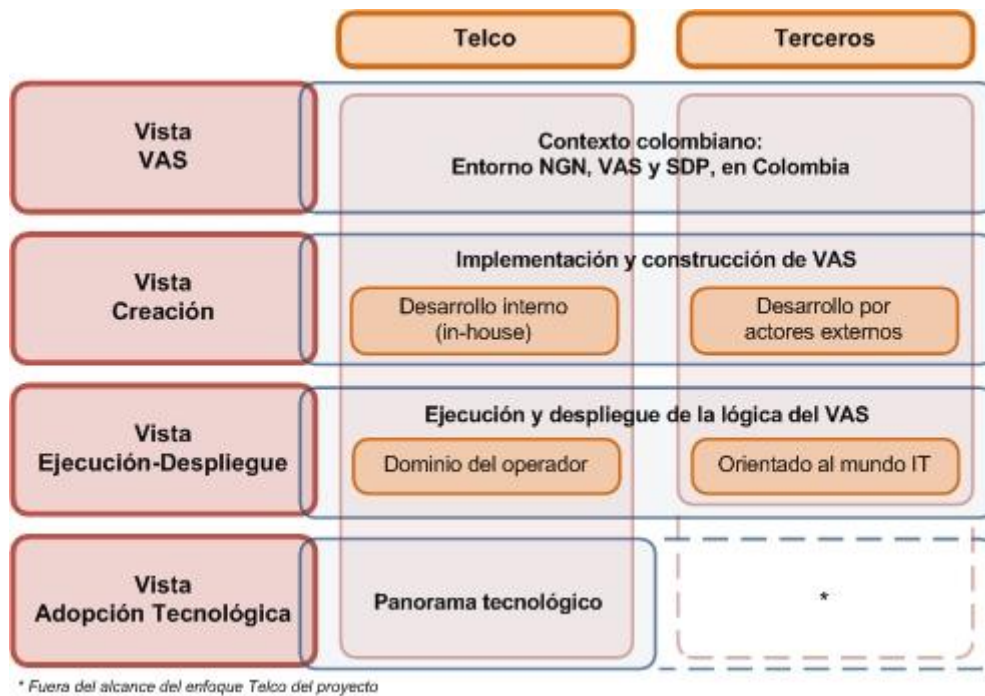 Telco
Terceros
Vista
VAS
Contexto colombiano:
Entorno NGN, VAS y SDP, en Colombia
Vista
Creación
Implementación y construcción de VAS
Desarrollo interno
(in-house)
Desarrollo por
actores externos
Vista
Ejecución-Despliegue
Ejecución y despliegue de la lógica del VAS
Dominio del operador
Orientado al mundo IT
Vista
Adopción Tecnológica
Panorama tecnológico
*
* Fuera del alcance del enfoque Telco del proyecto